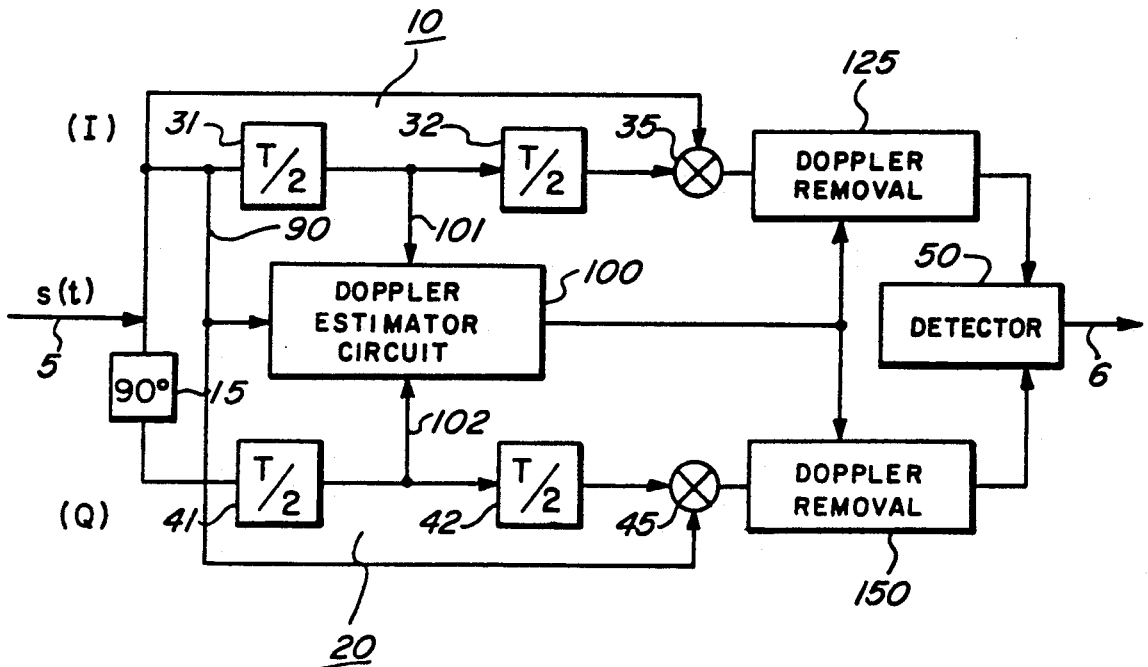 10
125
(I)
31
T/2
32
T/2
35
DOPPLER
REMOVAL
90
101
50
s(t)
5
DOPPLER
ESTIMATOR
CIRCUIT
100
DETECTOR
6
90°
15
102
(Q)
41
T/2
42
T/2
45
DOPPLER
REMOVAL
150
20